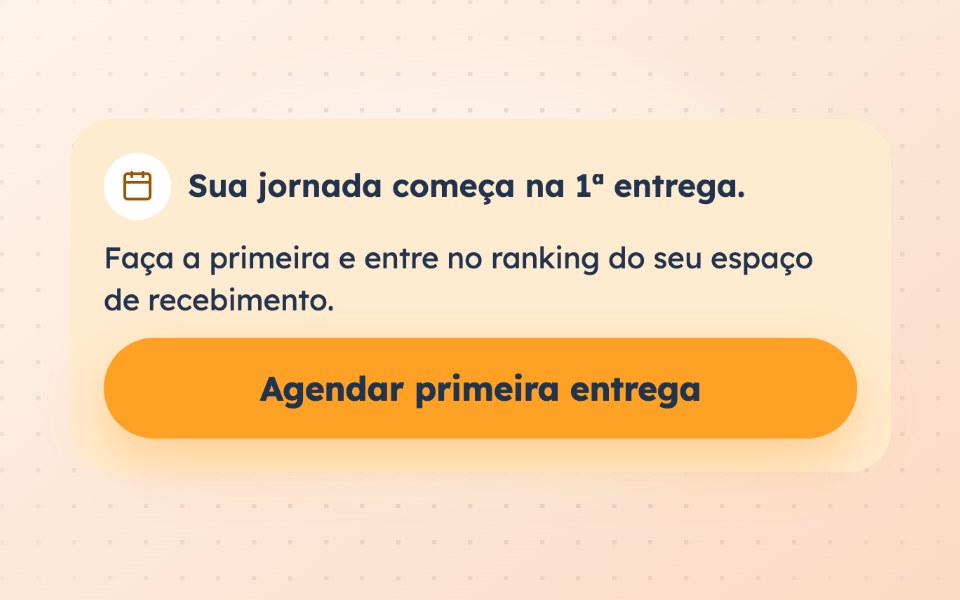 Sua jornada começa na 1ª entrega.
Faça a primeira e entre no ranking do seu espaço
de recebimento.
Agendar primeira entrega